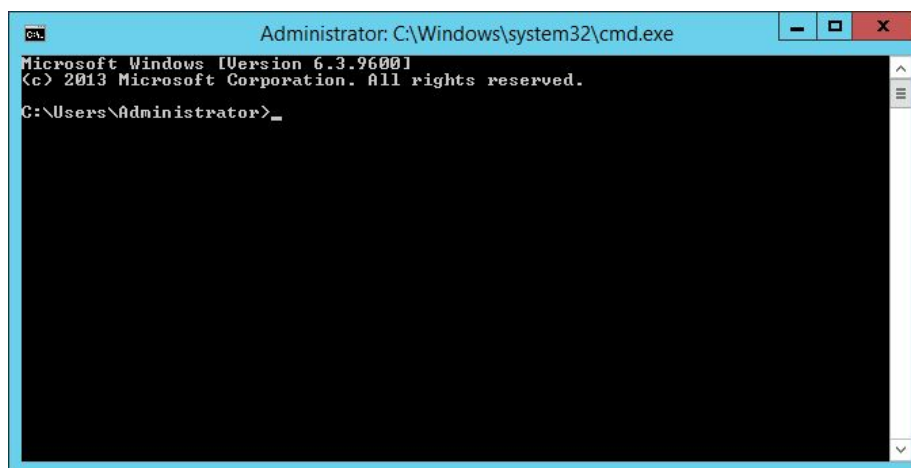 Administrator: C:\Windows\system32\cmd.exe
Microsoft Windows [Version 6.3.9600]
(c) 2013 Microsoft Corporation. All rights reserved.
C:\Users\Administrator>_